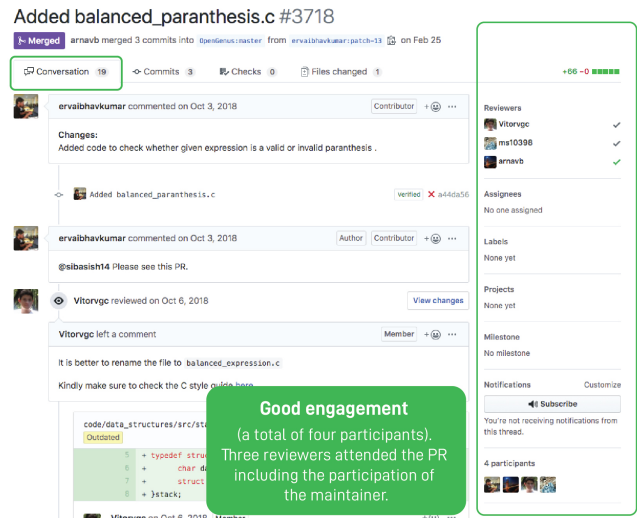 Added balanced_paranthesis.c #3718
Merged arnavb merged 3 commits into OpenGenus:master from ervaibhavkumar:patch-13 on Feb 25
Conversation 19 Commits 3 Checks 0 Files changed 1
+66 −0
ervaibhavkumar commented on Oct 3, 2018 Contributor
Changes:
Added code to check whether given expression is a valid or invalid paranthesis .
Added balanced_paranthesis.c Verified a44da56
ervaibhavkumar commented on Oct 3, 2018 Author Contributor
@sibasish14 Please see this PR.
Vitorvgc reviewed on Oct 6, 2018 View changes
Vitorvgc left a comment Member
It is better to rename the file to balanced_expression.c
Kindly make sure to check the C style guide here
code/data_structures/src/sta
Outdated
5 + typedef struc
6 + char da
7 + struct
8 + }stack;
Vitorvgc on Oct 6, 2018 Member
Good engagement
(a total of four participants).
Three reviewers attended the PR
including the participation of
the maintainer.
Reviewers
Vitorvgc
ms10398
arnavb
Assignees
No one assigned
Labels
None yet
Projects
None yet
Milestone
No milestone
Notifications Customize
Subscribe
You're not receiving notifications from
this thread.
4 participants